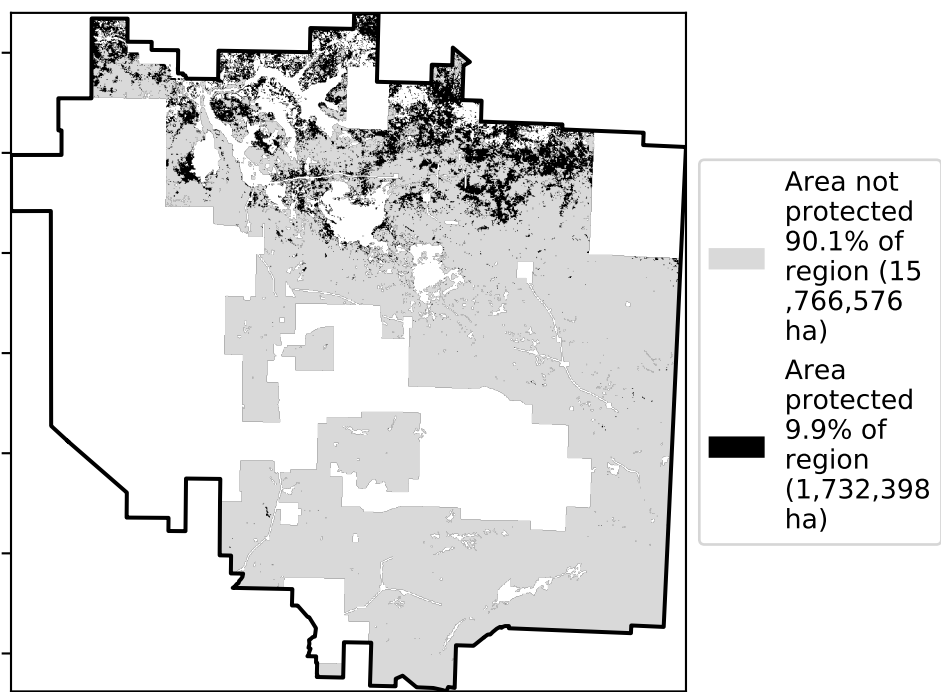 Area not
protected
90.1% of
region (15
,766,576
ha)
Area
protected
9.9% of
region
(1,732,398
ha)